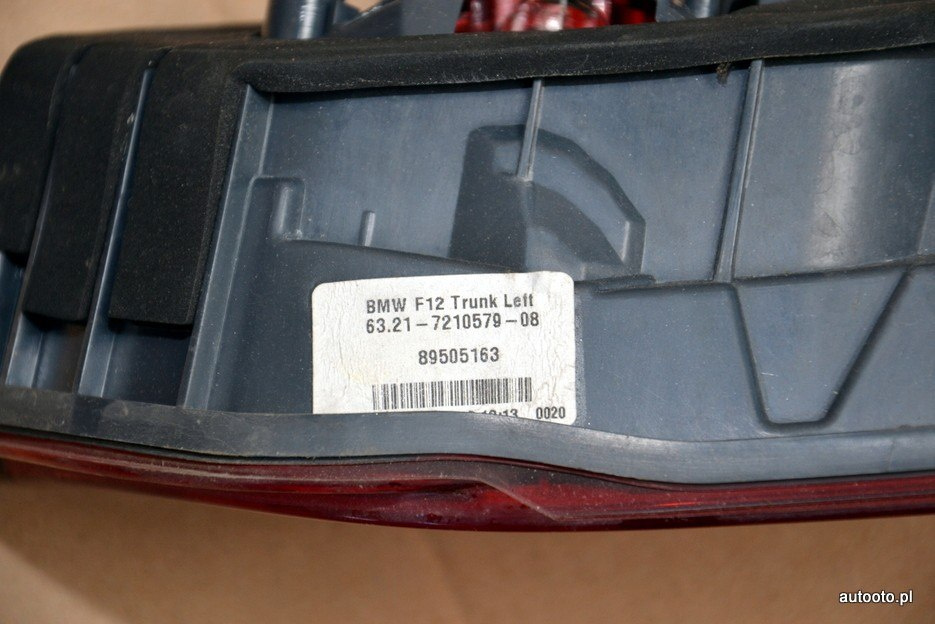 BMW F12 Trunk Left
63.21-7210579-08
89505163
0020
autooto.pl